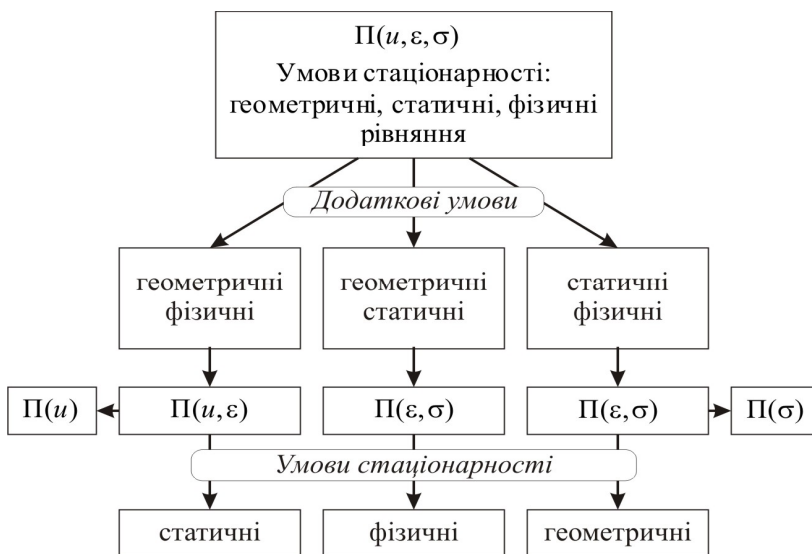 П(u,ε,σ)
Умови стаціонарності:
геометричні, статичні, фізичні
рівняння
Додаткові умови
геометричні
фізичні
геометричні
статичні
статичні
фізичні
П(u)
П(u,ε)
П(ε,σ)
П(ε,σ)
П(σ)
Умови стаціонарності
статичні
фізичні
геометричні